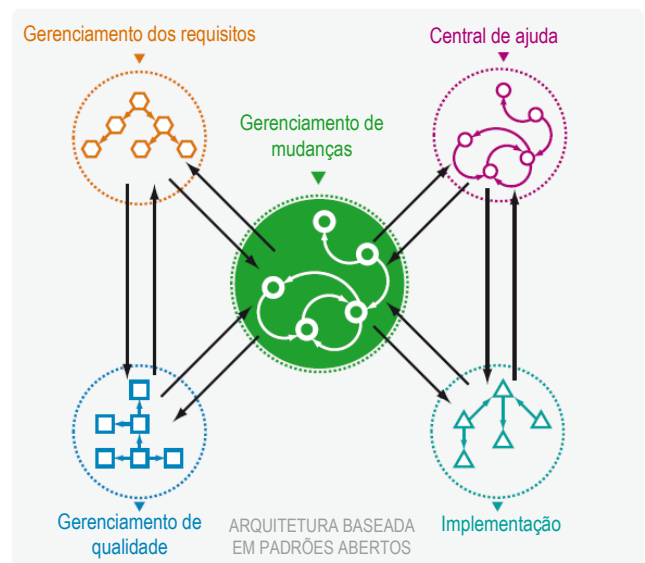 Gerenciamento dos requisitos
Central de ajuda
Gerenciamento de
mudanças
Gerenciamento de
qualidade
ARQUITETURA BASEADA
EM PADRÕES ABERTOS
Implementação